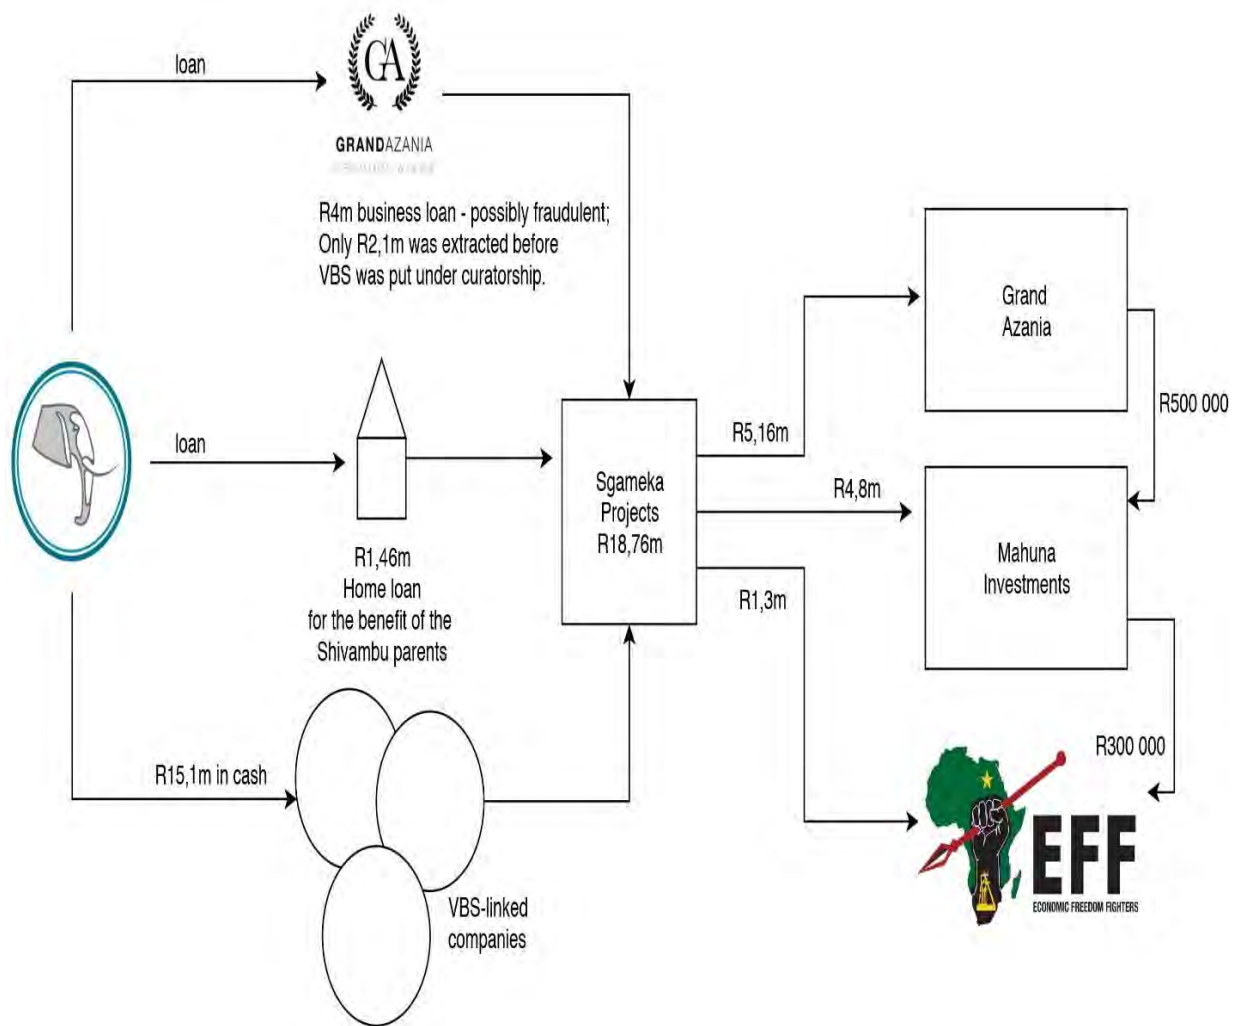 loan
GA
GRANDAZANIA
R4m business loan - possibly fraudulent;
Only R2,1m was extracted before
VBS was put under curatorship.
loan
R1,46m
Home loan
for the benefit of the
Shivambu parents
R15,1m in cash
VBS-linked
companies
Sgameka
Projects
R18,76m
R5,16m
R4,8m
R1,3m
Grand
Azania
R500 000
Mahuna
Investments
R300 000
EFF
ECONOMIC FREEDOM FIGHTERS